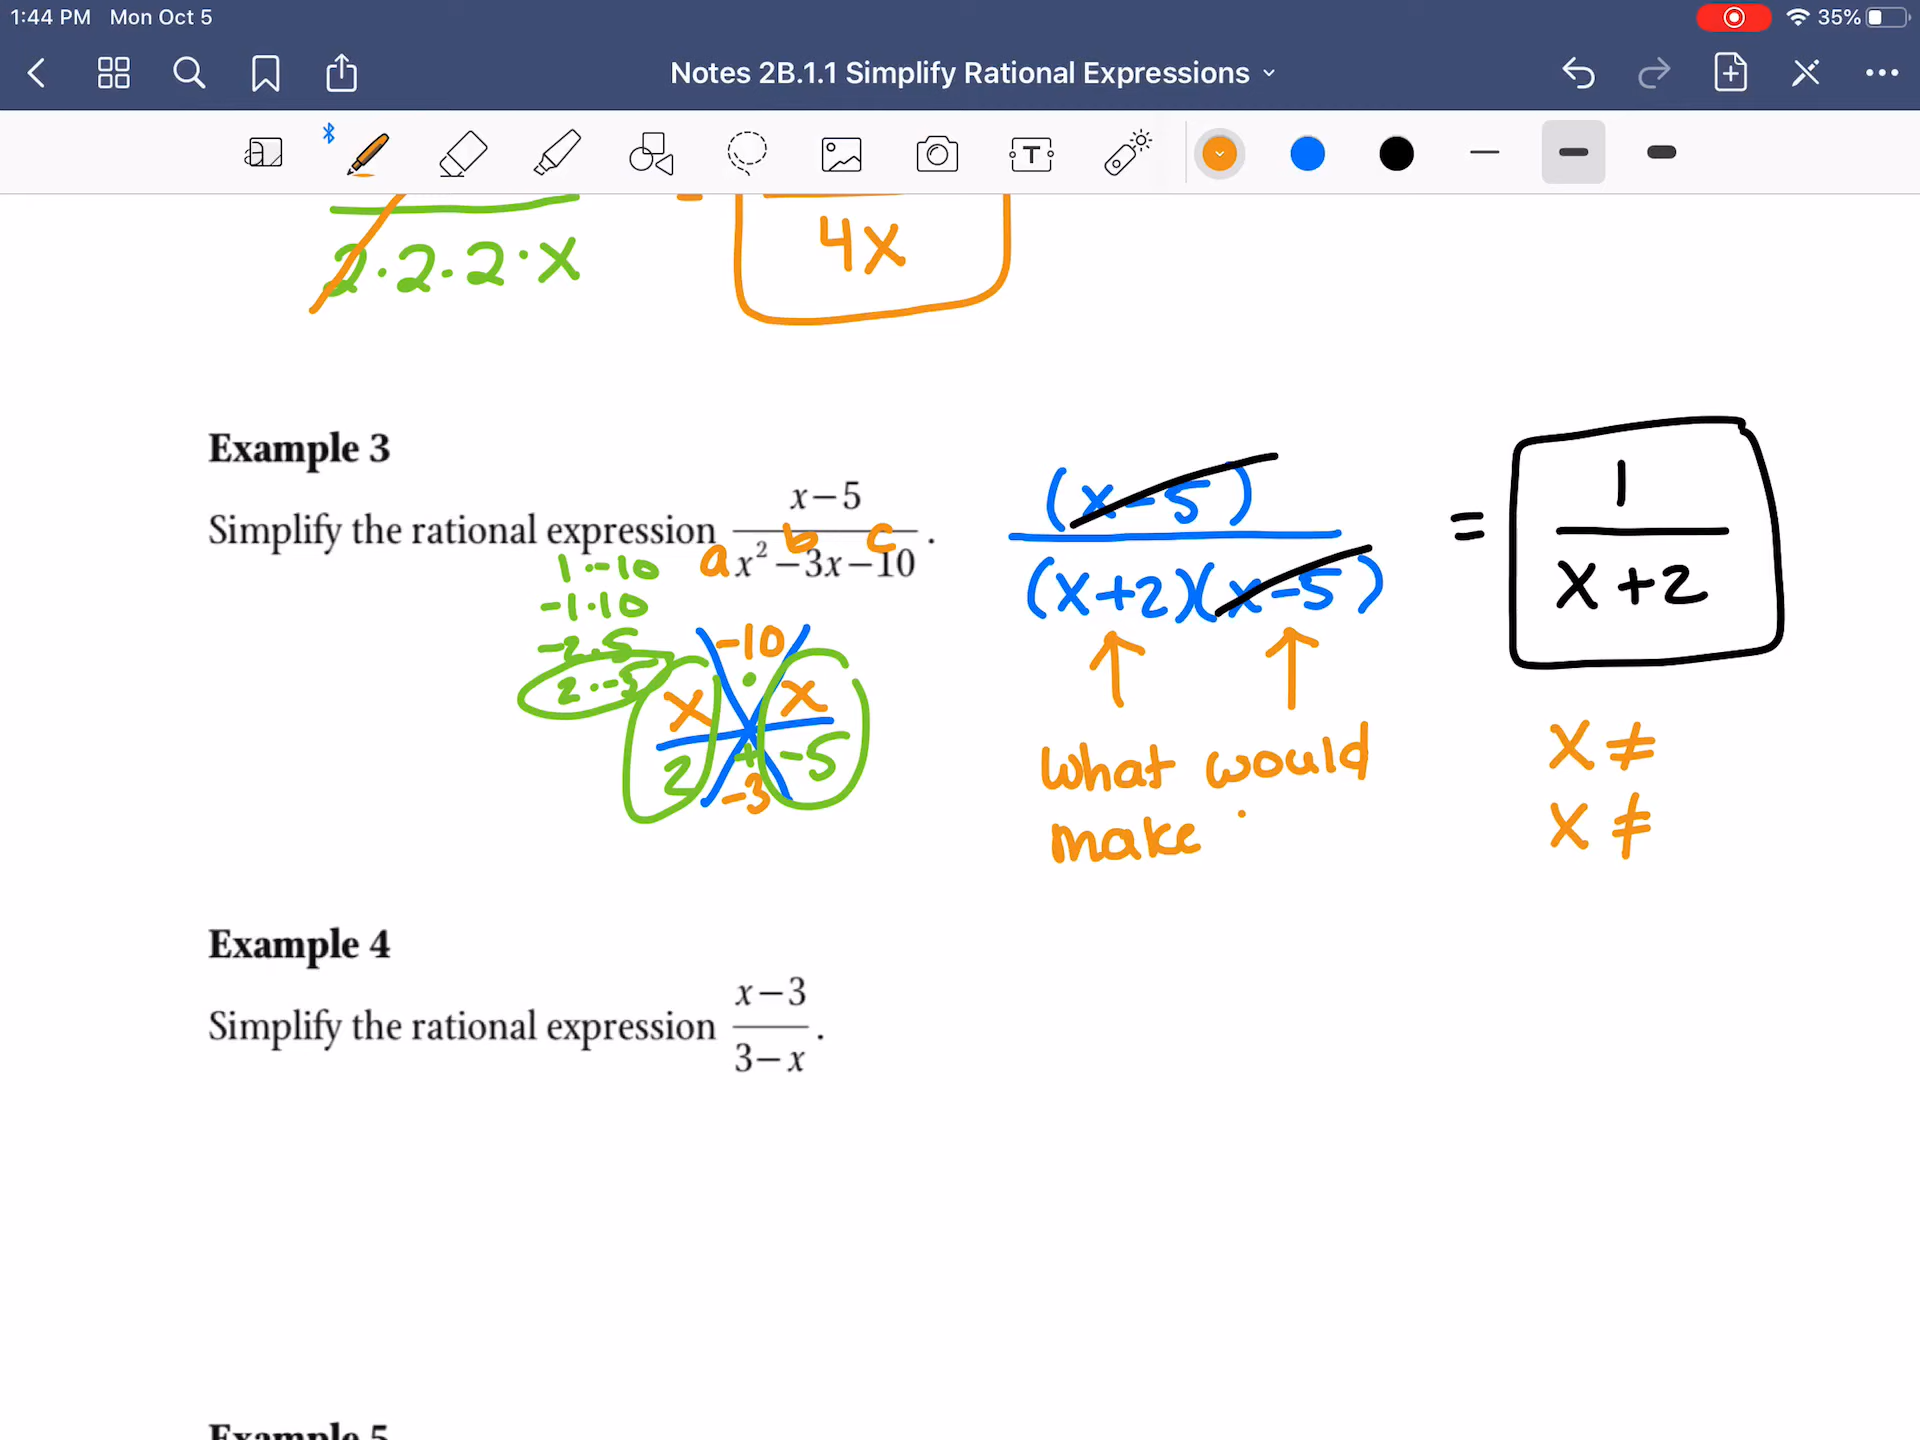 1:44 PM Mon Oct 5
35%
Notes 2B.1.1 Simplify Rational Expressions
2·2·2·x
=
4x
Example 3
Simplify the rational expression x−5 / x² −3x−10 .
a b c
1·−10
−1·10
−2·5
2·−5
−10
x x
2 + −5
−3
(x−5)
(x+2)(x−5)
= 1 / x+2
What would
make
x ≠
x ≠
Example 4
Simplify the rational expression x−3 / 3−x .
Example 5